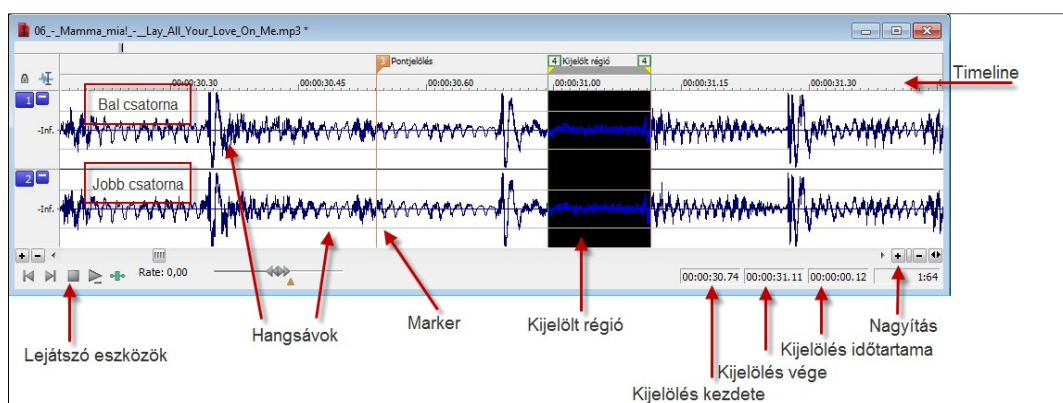 06_-_Mamma_mia!_-__Lay_All_Your_Love_On_Me.mp3 *
3 Pontjelölés
4 Kijelölt régió 4
00:00:30.30 00:00:30.45 00:00:30.60 00:00:31.00 00:00:31.15 00:00:31.30
Timeline
1
Bal csatorna
-Inf.
2
Jobb csatorna
-Inf.
Rate: 0,00
00:00:30.74 00:00:31.11 00:00:00.12 1:64
Lejátszó eszközök
Hangsávok
Marker
Kijelölt régió
Nagyítás
Kijelölés időtartama
Kijelölés vége
Kijelölés kezdete